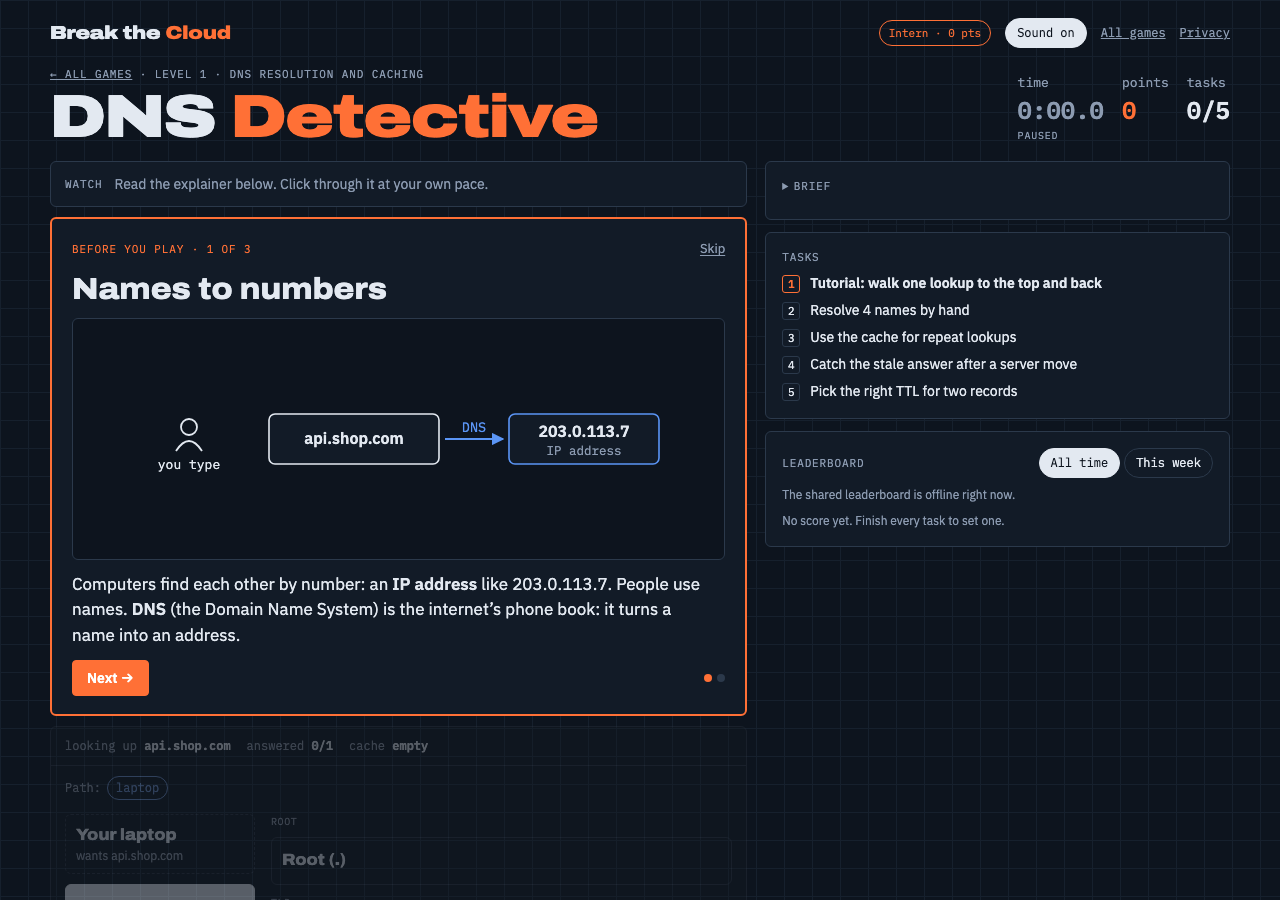 Break the Cloud
Intern · 0 pts
Sound on
All games
Privacy
← ALL GAMES · LEVEL 1 · DNS RESOLUTION AND CACHING
DNS Detective
time
0:00.0
PAUSED
points
0
tasks
0/5
WATCH Read the explainer below. Click through it at your own pace.
BEFORE YOU PLAY · 1 OF 3
Skip
Names to numbers
you type
api.shop.com
DNS
203.0.113.7
IP address
Computers find each other by number: an IP address like 203.0.113.7. People use
names. DNS (the Domain Name System) is the internet’s phone book: it turns a
name into an address.
Next →
looking up api.shop.com answered 0/1 cache empty
Path: laptop
Your laptop
wants api.shop.com
ROOT
Root (.)
▶ BRIEF
TASKS
1 Tutorial: walk one lookup to the top and back
2 Resolve 4 names by hand
3 Use the cache for repeat lookups
4 Catch the stale answer after a server move
5 Pick the right TTL for two records
LEADERBOARD
All time
This week
The shared leaderboard is offline right now.
No score yet. Finish every task to set one.